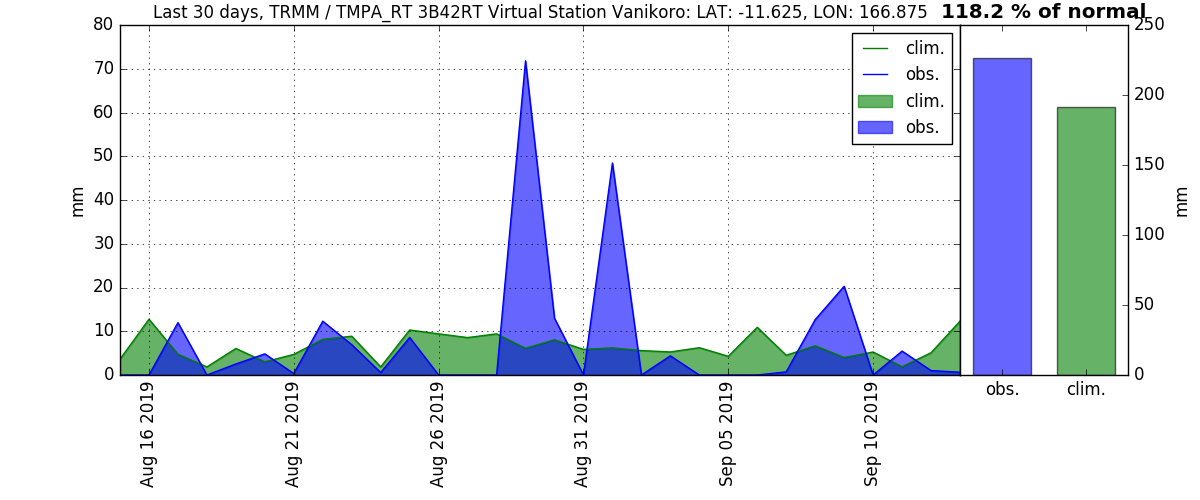 Last 30 days, TRMM / TMPA_RT 3B42RT Virtual Station Vanikoro: LAT: -11.625, LON: 166.875 118.2 % of normal
80
70
60
50
40
30
20
10
0
mm
clim.
obs.
clim.
obs.
Aug 16 2019
Aug 21 2019
Aug 26 2019
Aug 31 2019
Sep 05 2019
Sep 10 2019
250
200
150
100
50
0
mm
obs.
clim.